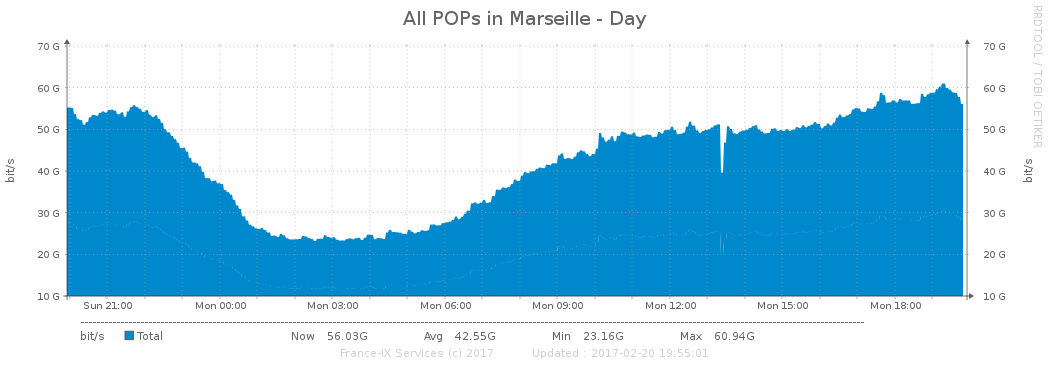 All POPs in Marseille - Day
RRDTOOL / TOBI OETIKER
70 G 70 G
60 G 60 G
50 G 50 G
40 G 40 G
30 G 30 G
20 G 20 G
10 G 10 G
bit/s bit/s
Sun 21:00 Mon 00:00 Mon 03:00 Mon 06:00 Mon 09:00 Mon 12:00 Mon 15:00 Mon 18:00
bit/s Total Now 56.03G Avg 42.55G Min 23.16G Max 60.94G
France-IX Services (c) 2017 Updated : 2017-02-20 19:55:01